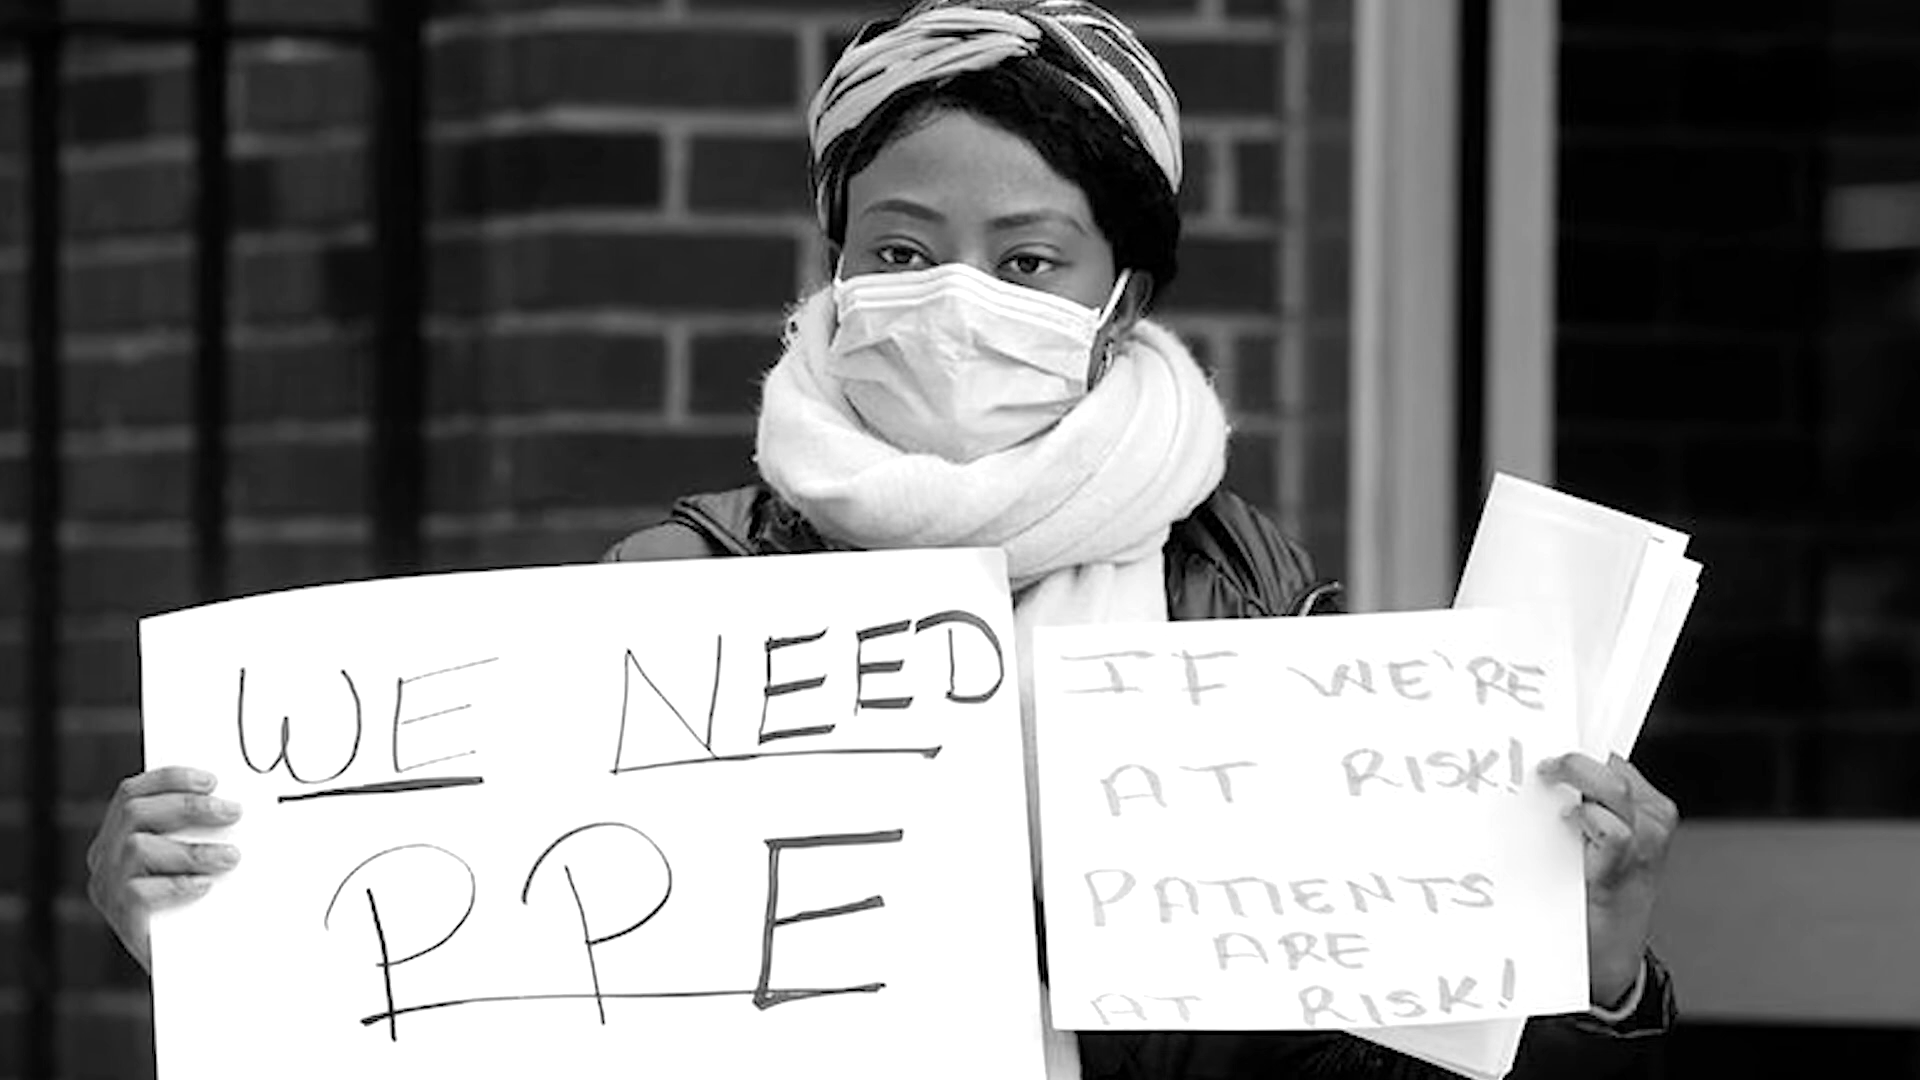 WE NEED
PPE
IF WE'RE
AT RISK!
PATIENTS
ARE
AT RISK!